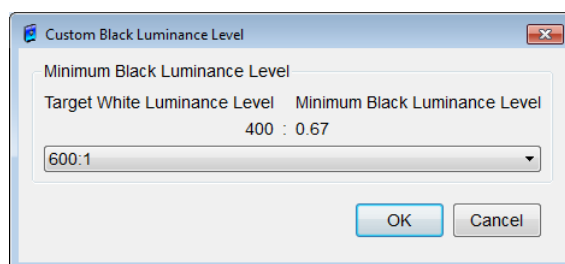 Custom Black Luminance Level
Minimum Black Luminance Level
Target White Luminance Level Minimum Black Luminance Level
400 : 0.67
600:1
OK Cancel